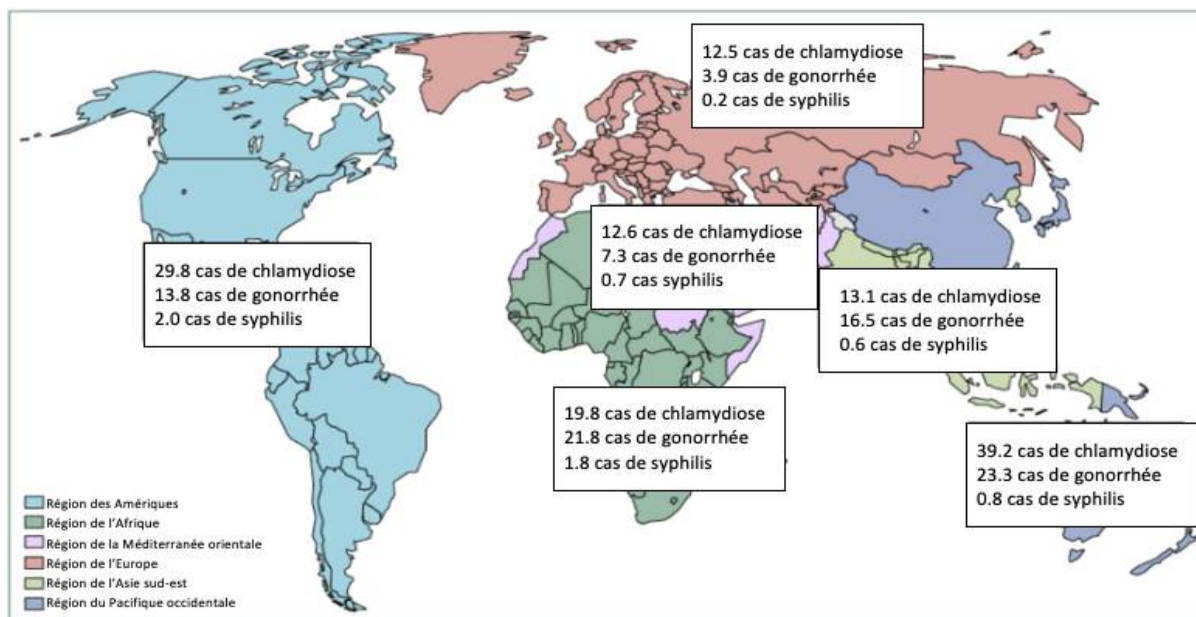 12.5 cas de chlamydiose
3.9 cas de gonorrhée
0.2 cas de syphilis
12.6 cas de chlamydiose
7.3 cas de gonorrhée
0.7 cas syphilis
29.8 cas de chlamydiose
13.8 cas de gonorrhée
2.0 cas de syphilis
13.1 cas de chlamydiose
16.5 cas de gonorrhée
0.6 cas de syphilis
19.8 cas de chlamydiose
21.8 cas de gonorrhée
1.8 cas de syphilis
39.2 cas de chlamydiose
23.3 cas de gonorrhée
0.8 cas de syphilis
Région des Amériques
Région de l'Afrique
Région de la Méditerranée orientale
Région de l'Europe
Région de l'Asie sud-est
Région du Pacifique occidentale